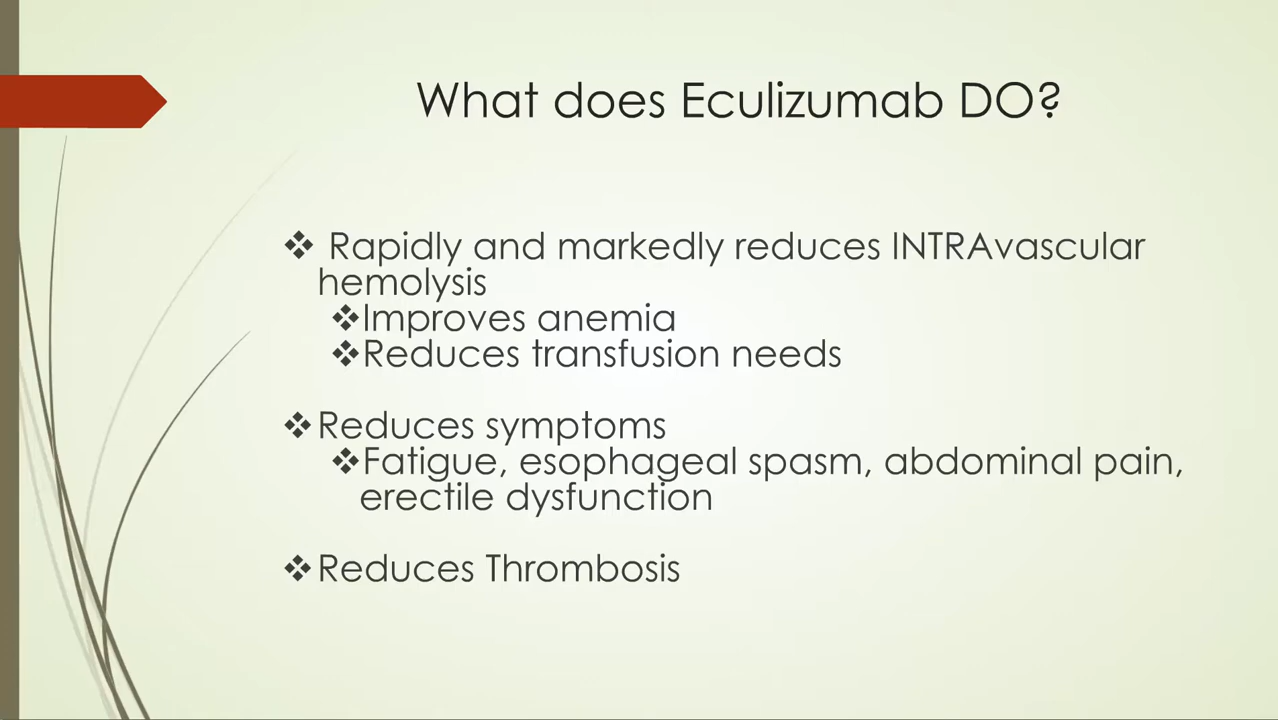 What does Eculizumab DO?
❖ Rapidly and markedly reduces INTRAvascular
hemolysis
❖Improves anemia
❖Reduces transfusion needs
❖Reduces symptoms
❖Fatigue, esophageal spasm, abdominal pain,
erectile dysfunction
❖Reduces Thrombosis